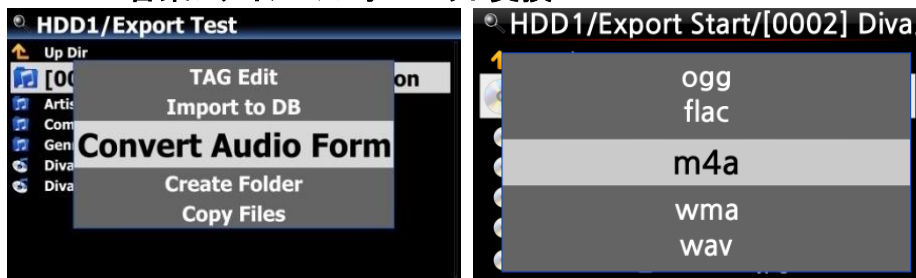 HDD1/Export Test
Up Dir
[00
on
TAG Edit
Import to DB
Convert Audio Form
Create Folder
Copy Files
Artis
Com
Gen
Diva
Diva
HDD1/Export Start/[0002] Diva
ogg
flac
m4a
wma
wav